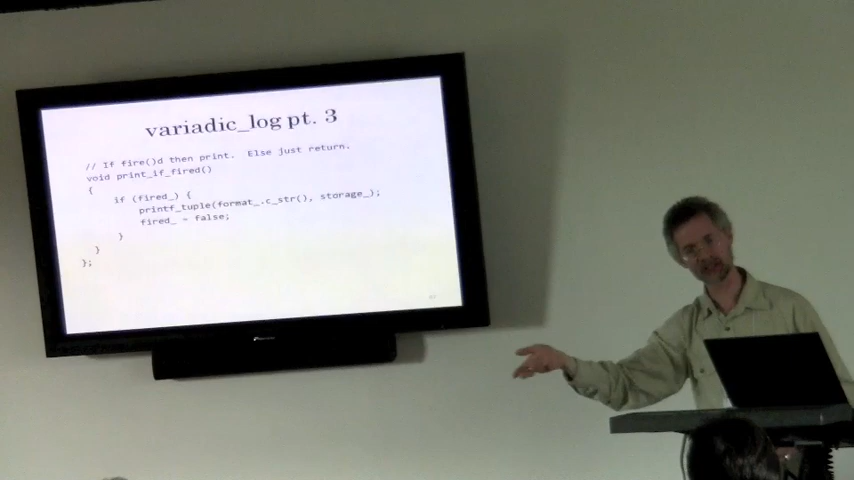 variadic_log pt. 3
// If fire()d then print. Else just return.
void print_if_fired()
{
if (fired_) {
printf_tuple(format_.c_str(), storage_);
fired_ = false;
}
}
};